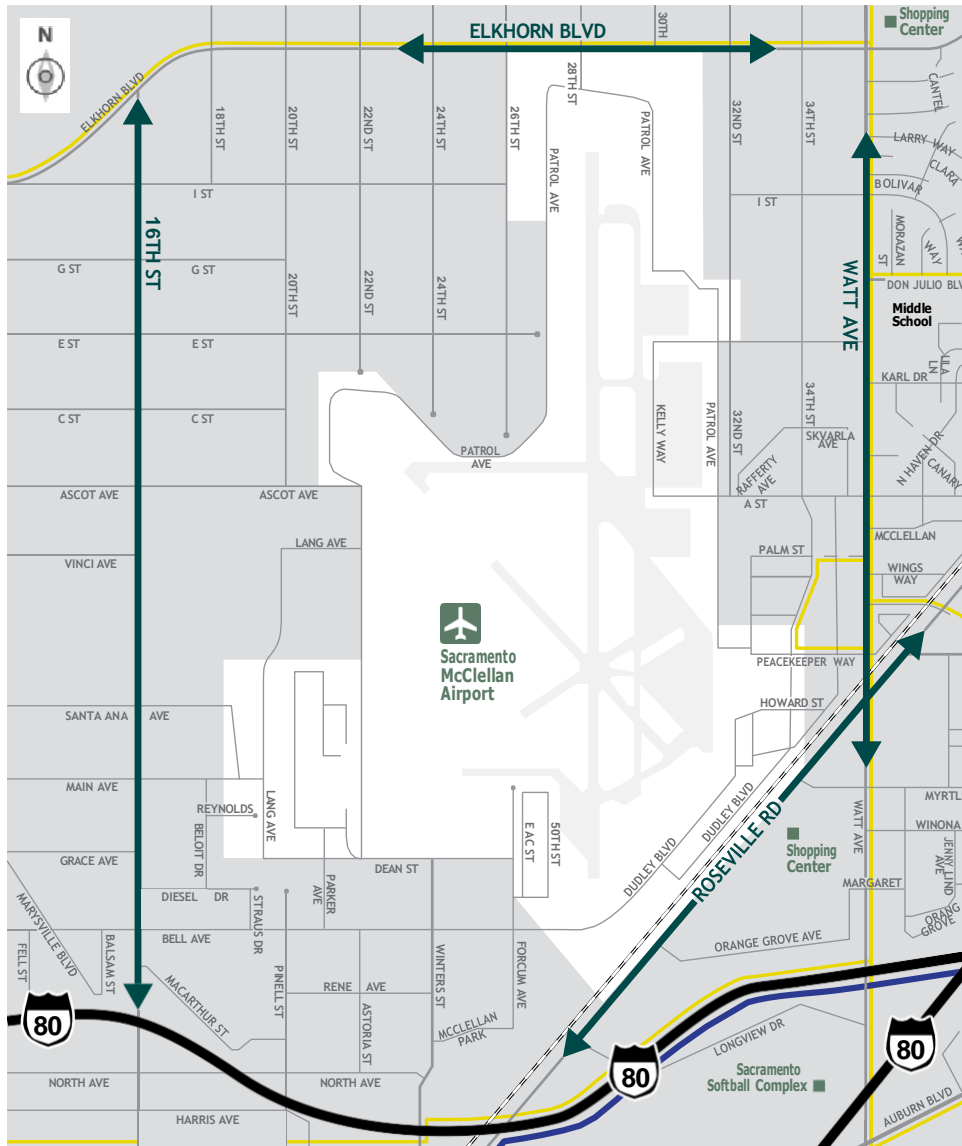 N
ELKHORN BLVD
30TH
Shopping
Center
ELKHORN BLVD
18TH ST
20TH ST
22ND ST
24TH ST
26TH ST
28TH ST
32ND ST
34TH ST
CANTEL
PATROL AVE
PATROL AVE
LARRY WAY
CLARA
BOLIVAR
I ST
I ST
16TH ST
MORAZAN
ST
WAY
WATT AVE
G ST
G ST
20TH ST
22ND ST
24TH ST
DON JULIO BLV
Middle
School
E ST
E ST
LILA
LN
KARL DR
C ST
C ST
KELLY WAY
PATROL AVE
32ND ST
34TH ST
SKVARLA
AVE
PATROL
AVE
RAFFERTY
AVE
N HAVEN DR
CANARY
ASCOT AVE
ASCOT AVE
A ST
LANG AVE
MCCLELLAN
VINCI AVE
PALM ST
WINGS
WAY
Sacramento
McClellan
Airport
PEACEKEEPER WAY
HOWARD ST
SANTA ANA AVE
MAIN AVE
REYNOLDS
LANG AVE
BELOIT DR
E AC ST
50TH ST
DUDLEY BLVD
DUDLEY BLVD
ROSEVILLE RD
WATT AVE
MYRTL
WINONA
Shopping
Center
JENNY LIND
AVE
GRACE AVE
DEAN ST
PARKER
AVE
MARGARET
DIESEL DR
STRAUS DR
ORANG
GROVE
MARYSVILLE BLVD
BELL AVE
ORANGE GROVE AVE
FELL ST
BALSAM ST
MACARTHUR ST
PINELL ST
RENE AVE
ASTORIA ST
WINTERS ST
FORCUM AVE
MCCLELLAN
PARK
LONGVIEW DR
80
80
80
NORTH AVE
NORTH AVE
Sacramento
Softball Complex
HARRIS AVE
AUBURN BLVD